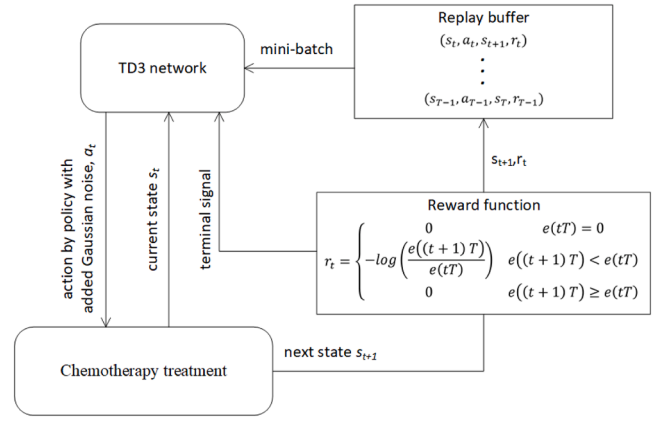 Replay buffer
(s_t, a_t, s_{t+1}, r_t)
.
.
.
(s_{T−1}, a_{T−1}, s_T, r_{T−1})
mini-batch
TD3 network
s_{t+1},r_t
action by policy with
added Gaussian noise, a_t
current state s_t
terminal signal
Reward function
r_t = { 0 e(tT) = 0
−log(e((t + 1) T)/e(tT)) e((t + 1) T) < e(tT)
0 e((t + 1) T) ≥ e(tT)
next state s_{t+1}
Chemotherapy treatment